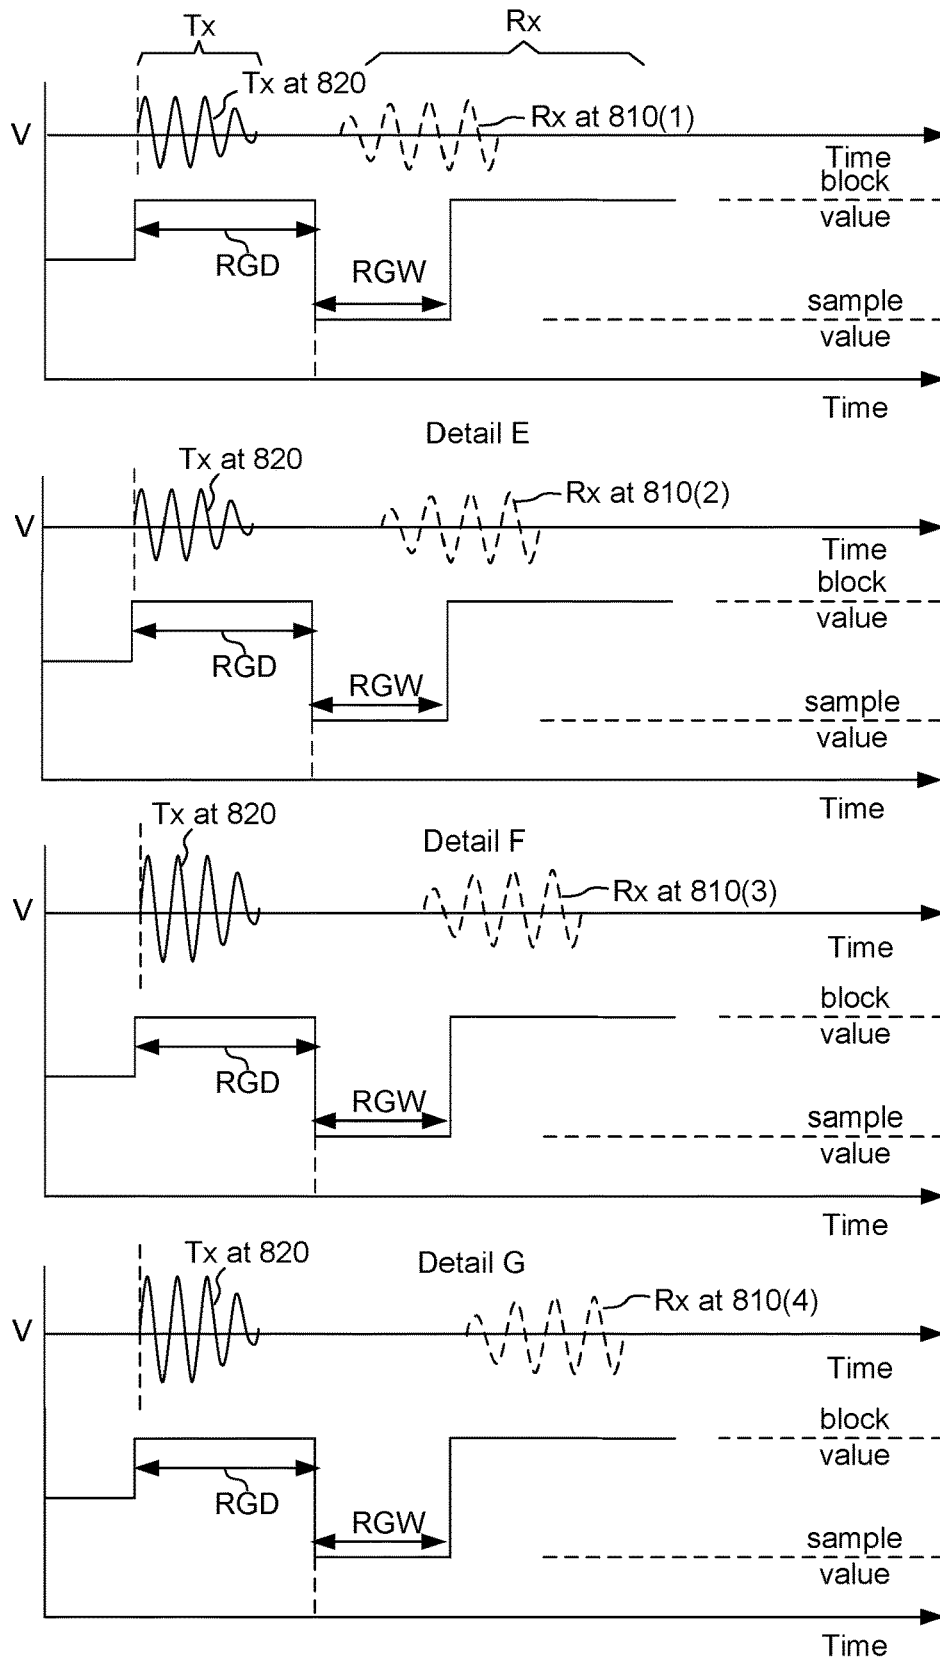 Tx
Rx
Tx at 820
Rx at 810(1)
V
Time
block
value
RGD
RGW
sample
value
Time
Detail E
Tx at 820
Rx at 810(2)
V
Time
block
value
RGD
RGW
sample
value
Time
Tx at 820
Detail F
Rx at 810(3)
V
Time
block
value
RGD
RGW
sample
value
Time
Tx at 820
Detail G
Rx at 810(4)
V
Time
block
value
RGD
RGW
sample
value
Time